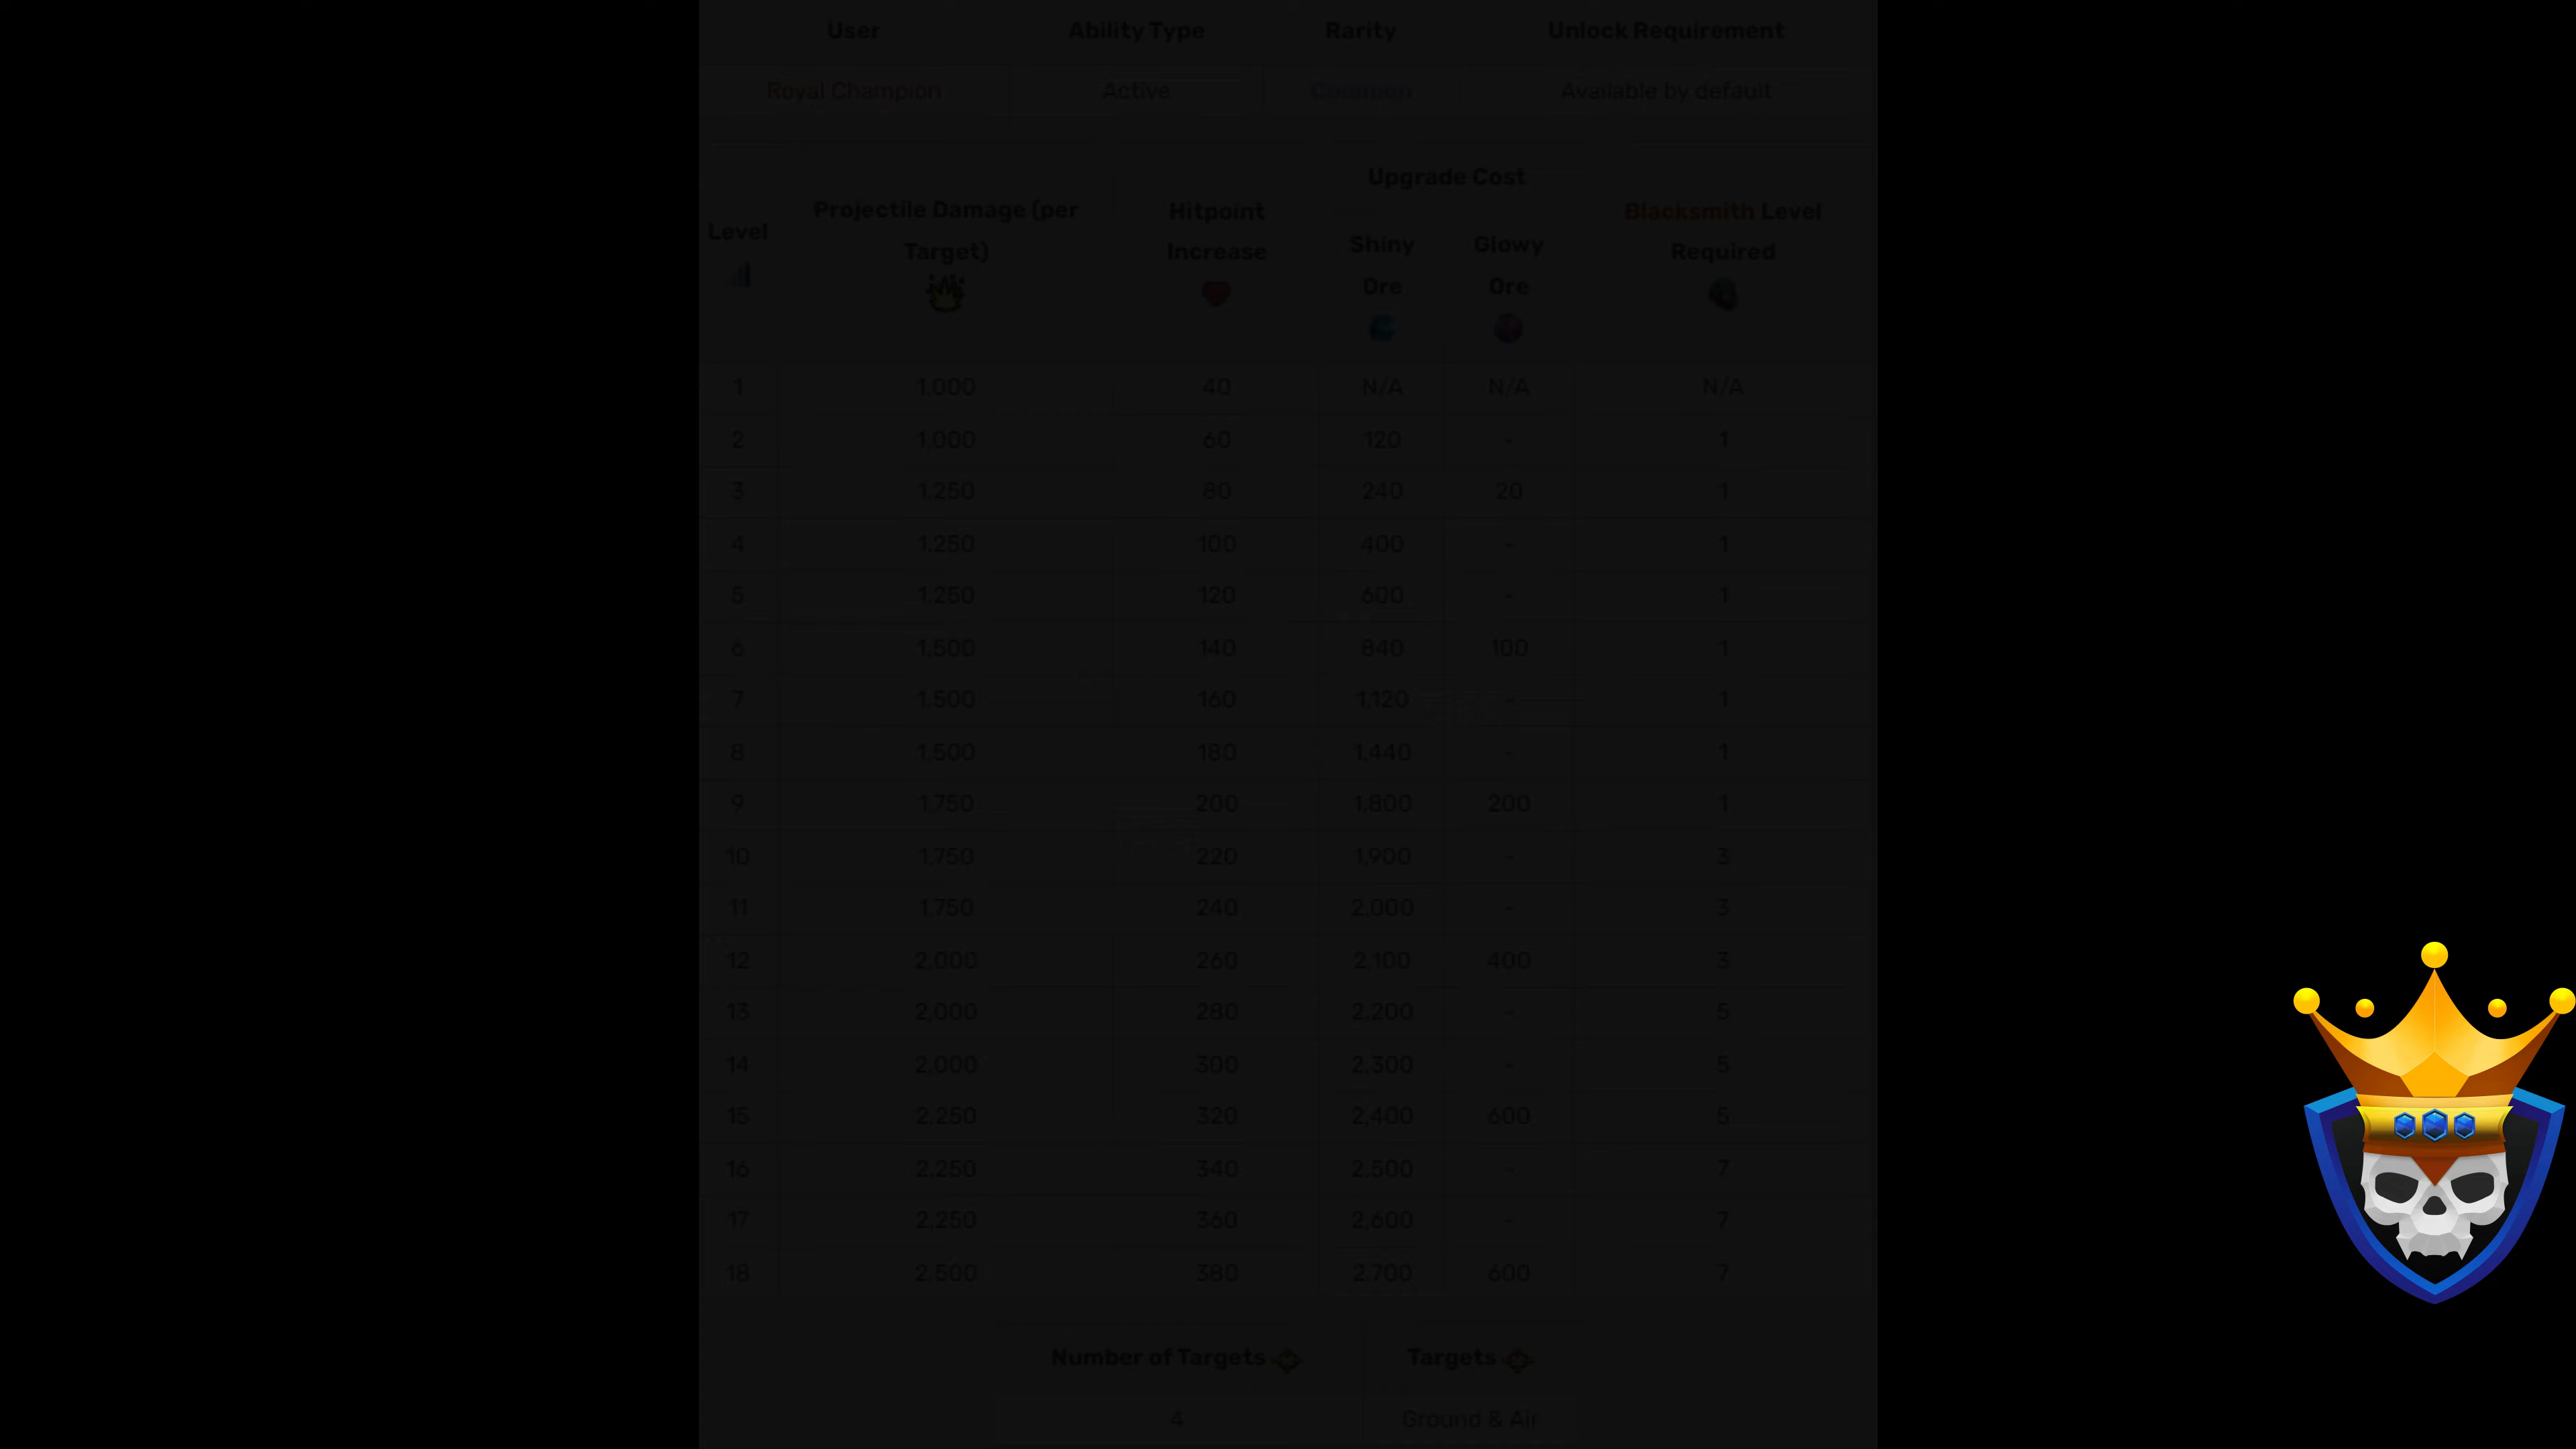 User Ability Type Rarity Unlock Requirement
Royal Champion Active Common Available by default
Upgrade Cost
Level Projectile Damage (per Target) Hitpoint Increase Shiny Ore Glowy Ore Blacksmith Level Required
1 1,000 40 N/A N/A N/A
2 1,000 60 120 - 1
3 1,250 80 240 20 1
4 1,250 100 400 - 1
5 1,250 120 600 - 1
6 1,500 140 840 100 1
7 1,500 160 1,120 - 1
8 1,500 180 1,440 - 1
9 1,750 200 1,800 200 1
10 1,750 220 1,900 - 3
11 1,750 240 2,000 - 3
12 2,000 260 2,100 400 3
13 2,000 280 2,200 - 5
14 2,000 300 2,300 - 5
15 2,250 320 2,400 600 5
16 2,250 340 2,500 - 7
17 2,250 360 2,600 - 7
18 2,500 380 2,700 600 7
Number of Targets Targets
4 Ground & Air